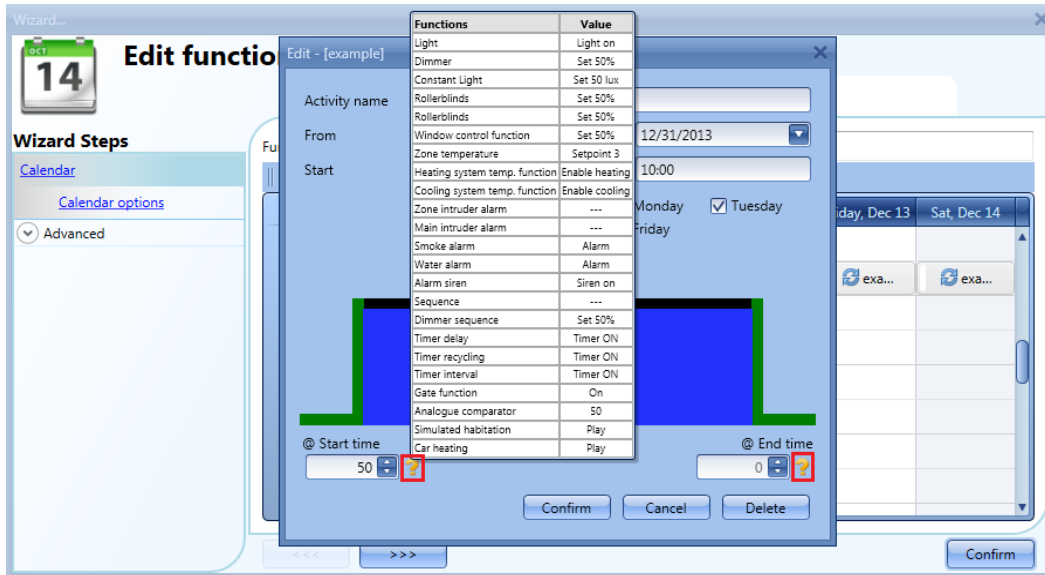 Wizard...
OCT
14
Edit functio
Wizard Steps
Calendar
Calendar options
Advanced
Fu
Edit - [example]
Activity name
From
12/31/2013
Start
10:00
Monday Tuesday
Friday
Functions Value
Light Light on
Dimmer Set 50%
Constant Light Set 50 lux
Rollerblinds Set 50%
Rollerblinds Set 50%
Window control function Set 50%
Zone temperature Setpoint 3
Heating system temp. function Enable heating
Cooling system temp. function Enable cooling
Zone intruder alarm ---
Main intruder alarm ---
Smoke alarm Alarm
Water alarm Alarm
Alarm siren Siren on
Sequence ---
Dimmer sequence Set 50%
Timer delay Timer ON
Timer recycling Timer ON
Timer interval Timer ON
Gate function On
Analogue comparator 50
Simulated habitation Play
Car heating Play
@ Start time @ End time
50 ? 0 ?
Confirm Cancel Delete
iday, Dec 13 Sat, Dec 14
exa... exa...
<<< >>> Confirm